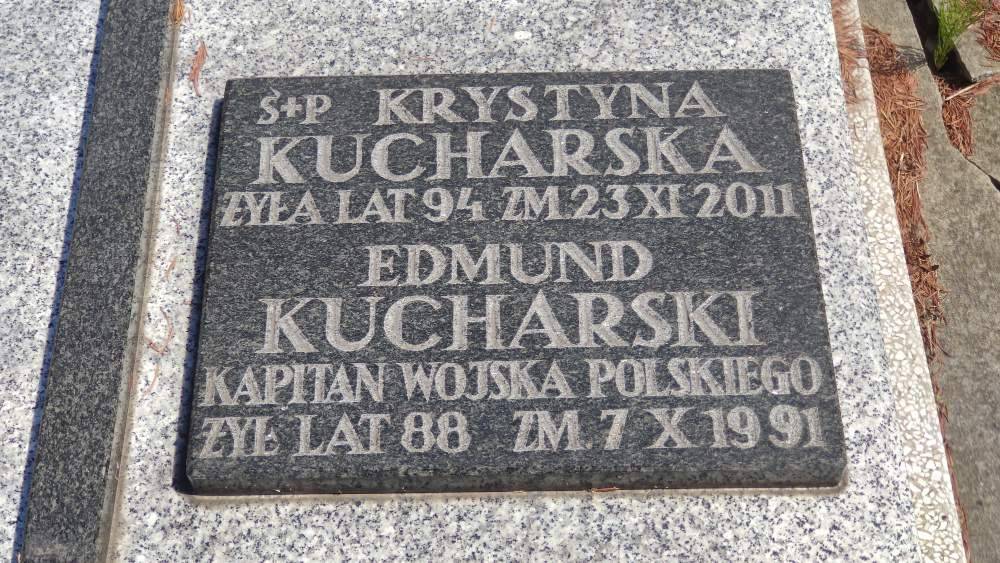 Ś+P KRYSTYNA
KUCHARSKA
ŻYŁA LAT 94 ZM 23 XI 2011
EDMUND
KUCHARSKI
KAPITAN WOJSKA POLSKIEGO
ŻYŁ LAT 88 ZM 7 X 1991